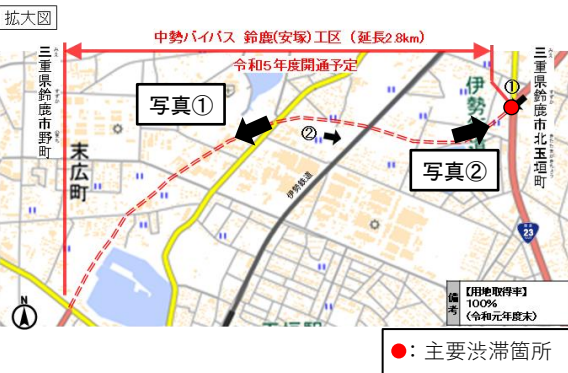 拡大図
中勢バイパス 鈴鹿(安塚)工区（延長2.8km）
令和5年度開通予定
三重県鈴鹿市野町
三重県鈴鹿市北玉垣町
写真①
写真②
①
②
末広町
伊勢
伊勢鉄道
国道
23
N
備考
【用地取得率】
100%
(令和元年度末)
●：主要渋滞箇所